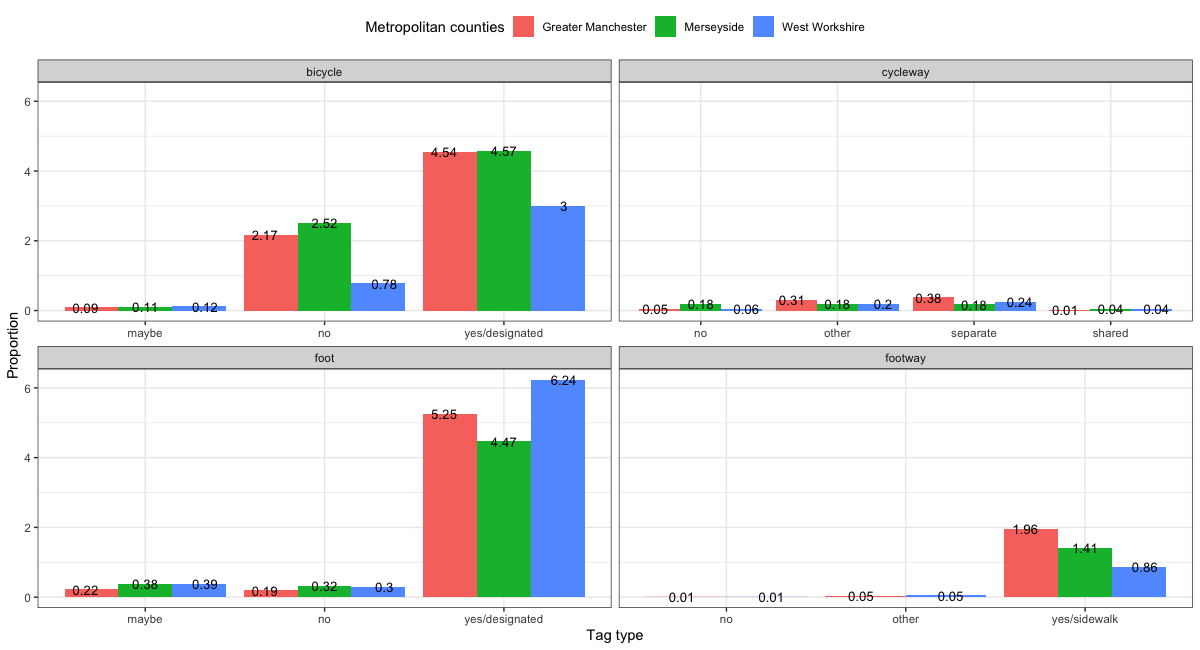 Metropolitan counties Greater Manchester Merseyside West Workshire
bicycle
6
4
2
0
0.09 0.11 0.12
2.17 2.52 0.78
4.54 4.57 3
maybe no yes/designated
cycleway
0.05 0.18 0.06
0.31 0.18 0.2
0.38 0.18 0.24
0.01 0.04 0.04
no other separate shared
Proportion
foot
6
4
2
0
0.22 0.38 0.39
0.19 0.32 0.3
5.25 4.47 6.24
maybe no yes/designated
footway
0.01 0.01
0.05 0.05
1.96 1.41 0.86
no other yes/sidewalk
Tag type